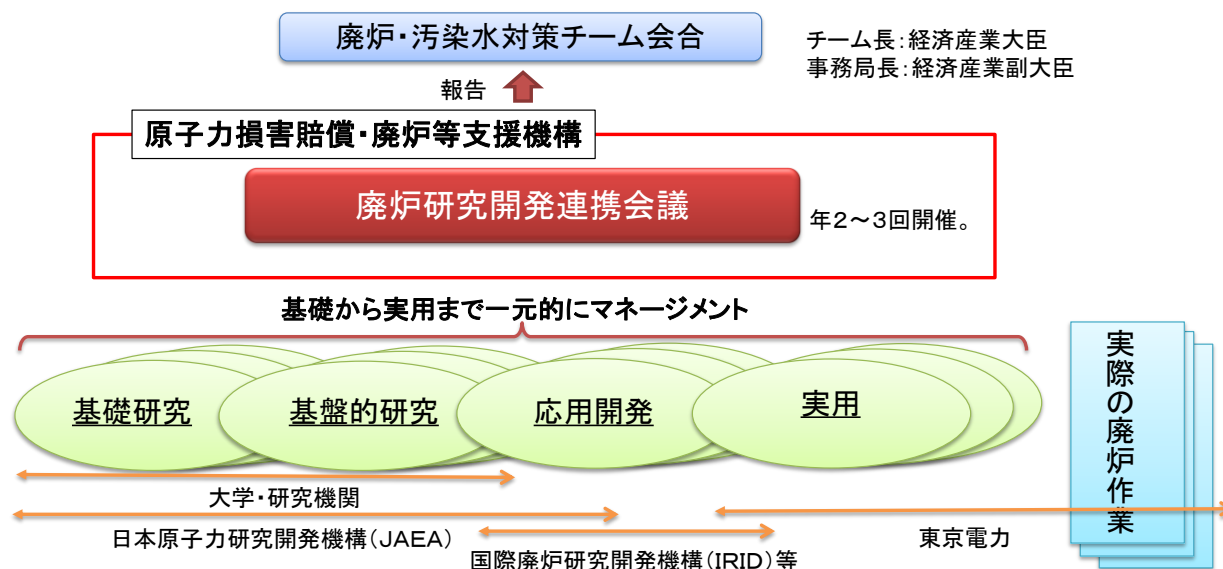 廃炉・汚染水対策チーム会合
チーム長：経済産業大臣
事務局長：経済産業副大臣
報告
原子力損害賠償・廃炉等支援機構
廃炉研究開発連携会議
年２～３回開催。
基礎から実用まで一元的にマネージメント
基礎研究
基盤的研究
応用開発
実用
実際の廃炉作業
大学・研究機関
日本原子力研究開発機構（JAEA）
東京電力
国際廃炉研究開発機構（IRID）等